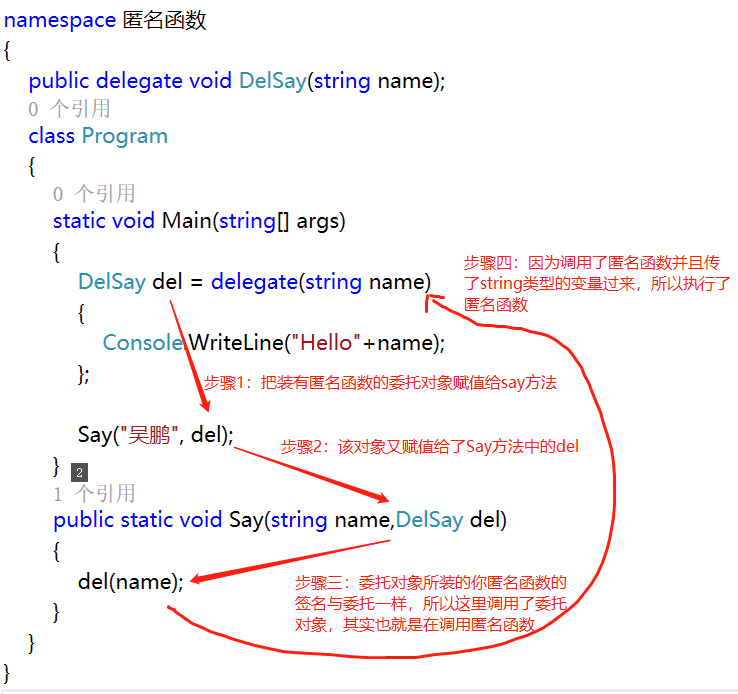 namespace 匿名函数
{
public delegate void DelSay(string name);
0 个引用
class Program
{
0 个引用
static void Main(string[] args)
{
DelSay del = delegate(string name)
{
Console.WriteLine("Hello"+name);
};
Say("吴鹏", del);
}
2
1 个引用
public static void Say(string name,DelSay del)
{
del(name);
}
}
}
步骤1：把装有匿名函数的委托对象赋值给say方法
步骤2：该对象又赋值给了Say方法中的del
步骤三：委托对象所装的你匿名函数的
签名与委托一样，所以这里调用了委托
对象，其实也就是在调用匿名函数
步骤四：因为调用了匿名函数并且传
了string类型的变量过来，所以执行了
匿名函数